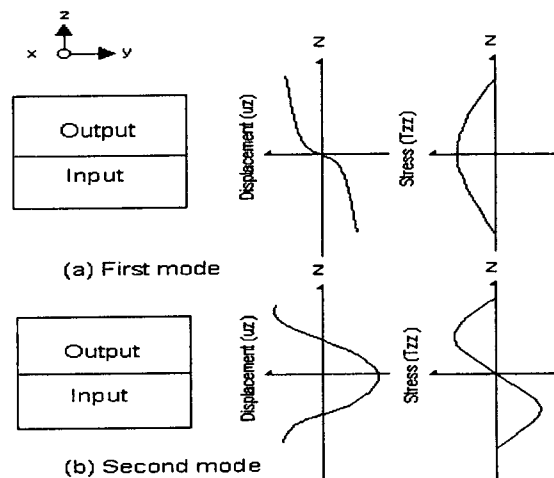 z
x
y
Output
Input
Displacement (uz)
Z
Stress (Tzz)
Z
(a) First mode
Output
Input
Displacement (uz)
Z
Stress (Tzz)
Z
(b) Second mode